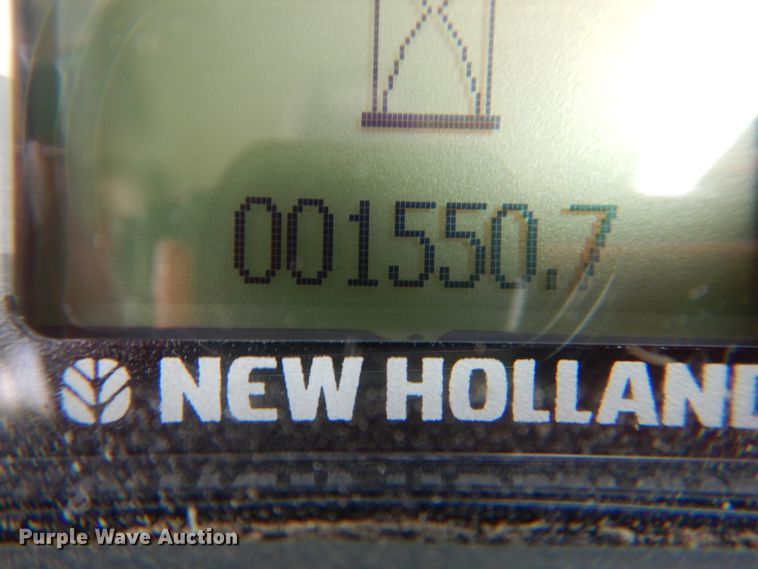 001550.7
NEW HOLLAND
Purple Wave Auction